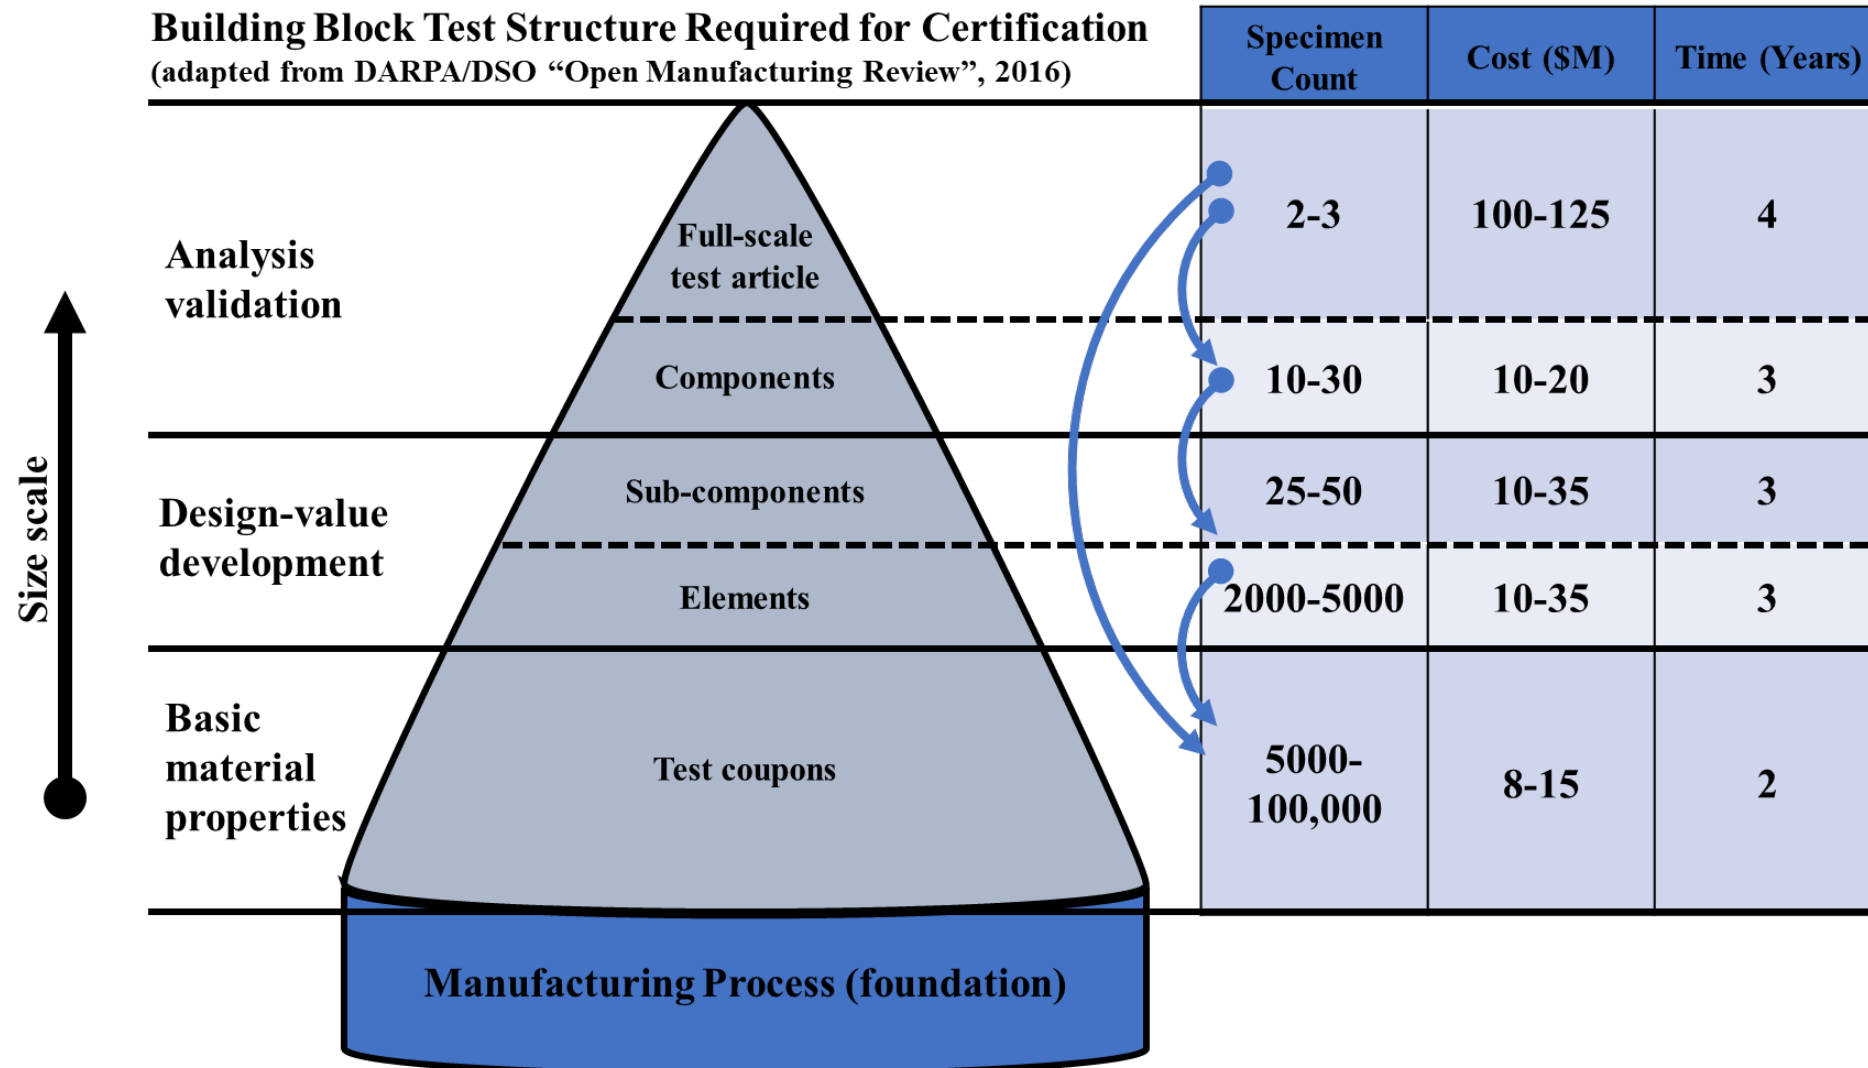 Building Block Test Structure Required for Certification
(adapted from DARPA/DSO “Open Manufacturing Review”, 2016)
Specimen
Count
Cost ($M)
Time (Years)
Size scale
Analysis
validation
Full-scale
test article
2-3
100-125
4
Components
10-30
10-20
3
Design-value
development
Sub-components
25-50
10-35
3
Elements
2000-5000
10-35
3
Basic
material
properties
Test coupons
5000-
100,000
8-15
2
Manufacturing Process (foundation)